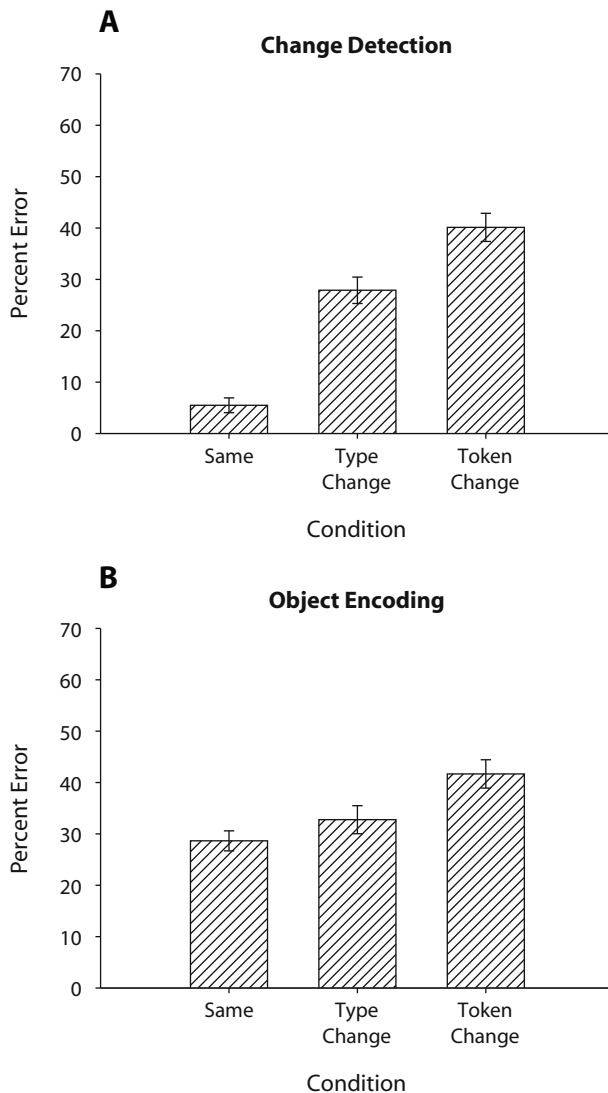 A
Change Detection
70
60
50
40
30
20
10
0
Percent Error
Same
Type
Change
Token
Change
Condition
B
Object Encoding
70
60
50
40
30
20
10
0
Percent Error
Same
Type
Change
Token
Change
Condition